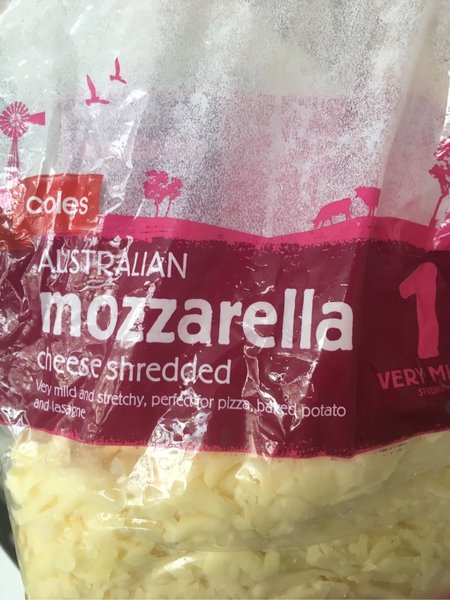 coles
AUSTRALIAN
mozzarella
cheese shredded
Very mild and stretchy, perfect for pizza, baked potato
and lasagne
1
VERY MI
STRENGTH